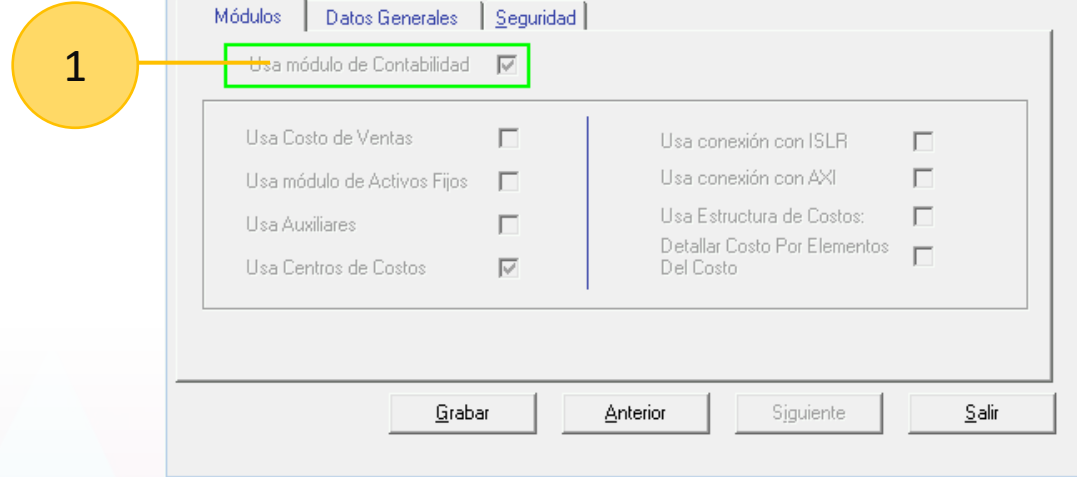 Módulos Datos Generales Seguridad
1
Usa módulo de Contabilidad
Usa Costo de Ventas
Usa módulo de Activos Fijos
Usa Auxiliares
Usa Centros de Costos
Usa conexión con ISLR
Usa conexión con AXI
Usa Estructura de Costos:
Detallar Costo Por Elementos
Del Costo
Grabar Anterior Siguiente Salir